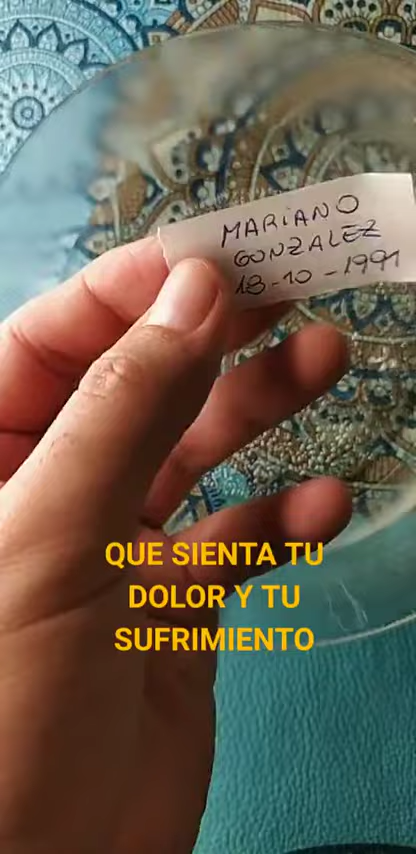 MARIANO
GONZALEZ
18-10-1991
QUE SIENTA TU
DOLOR Y TU
SUFRIMIENTO